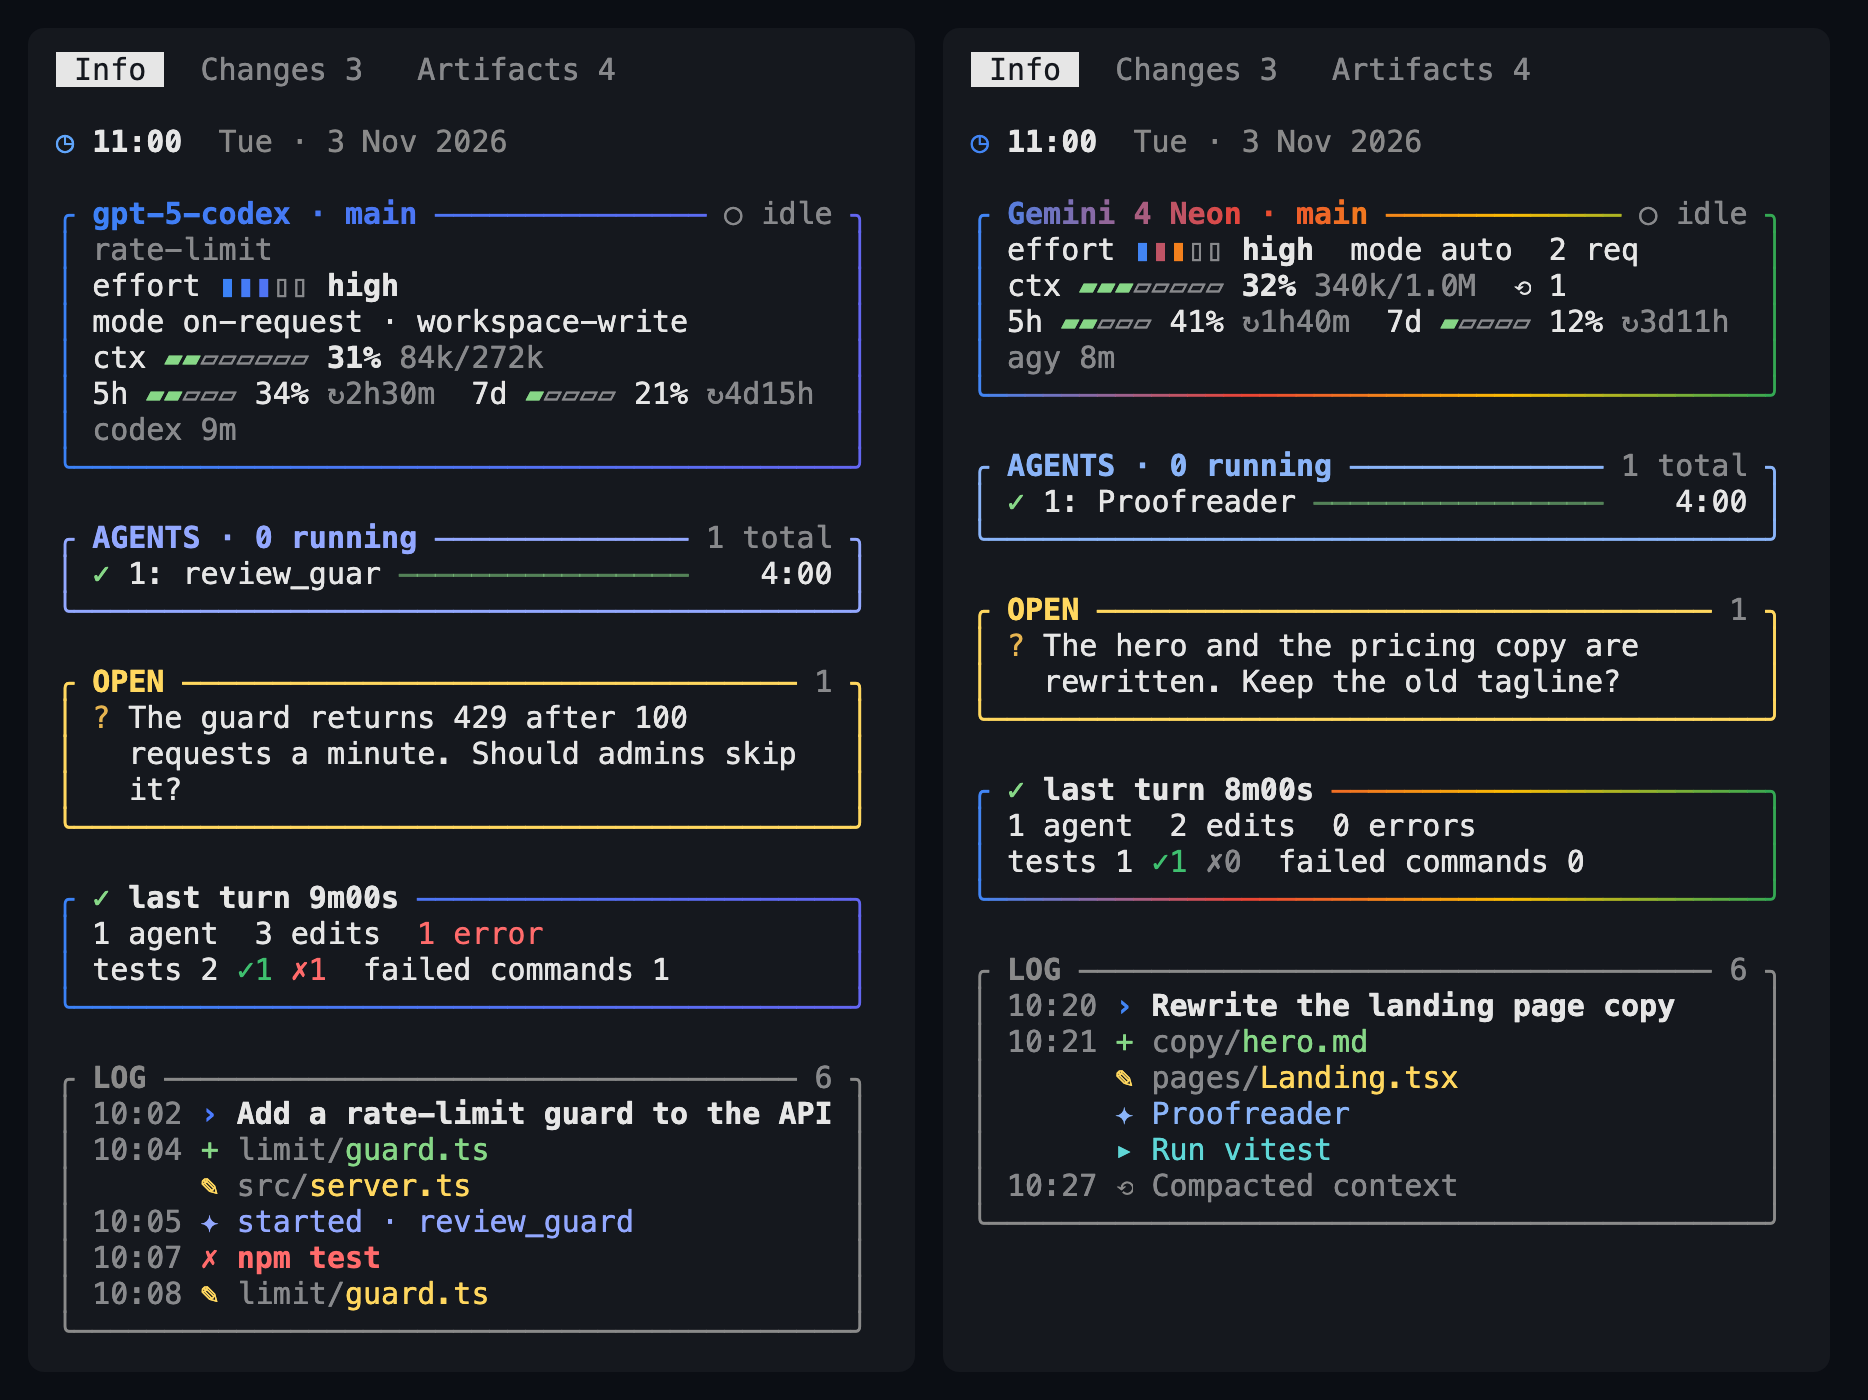 Info Changes 3 Artifacts 4
◷ 11:00 Tue · 3 Nov 2026
gpt-5-codex · main ○ idle
rate-limit
effort ▮▮▮▯▯ high
mode on-request · workspace-write
ctx ▰▰▱▱▱▱▱▱ 31% 84k/272k
5h ▰▰▱▱▱ 34% ↻2h30m 7d ▰▱▱▱▱ 21% ↻4d15h
codex 9m
AGENTS · 0 running 1 total
✓ 1: review_guar 4:00
OPEN 1
? The guard returns 429 after 100
requests a minute. Should admins skip
it?
✓ last turn 9m00s
1 agent 3 edits 1 error
tests 2 ✓1 ✗1 failed commands 1
LOG 6
10:02 › Add a rate-limit guard to the API
10:04 + limit/guard.ts
✎ src/server.ts
10:05 ✦ started · review_guard
10:07 ✗ npm test
10:08 ✎ limit/guard.ts
Info Changes 3 Artifacts 4
◷ 11:00 Tue · 3 Nov 2026
Gemini 4 Neon · main ○ idle
effort ▮▮▮▯▯ high mode auto 2 req
ctx ▰▰▰▱▱▱▱▱ 32% 340k/1.0M ⟲ 1
5h ▰▰▱▱▱ 41% ↻1h40m 7d ▰▱▱▱▱ 12% ↻3d11h
agy 8m
AGENTS · 0 running 1 total
✓ 1: Proofreader 4:00
OPEN 1
? The hero and the pricing copy are
rewritten. Keep the old tagline?
✓ last turn 8m00s
1 agent 2 edits 0 errors
tests 1 ✓1 ✗0 failed commands 0
LOG 6
10:20 › Rewrite the landing page copy
10:21 + copy/hero.md
✎ pages/Landing.tsx
✦ Proofreader
▸ Run vitest
10:27 ⟲ Compacted context